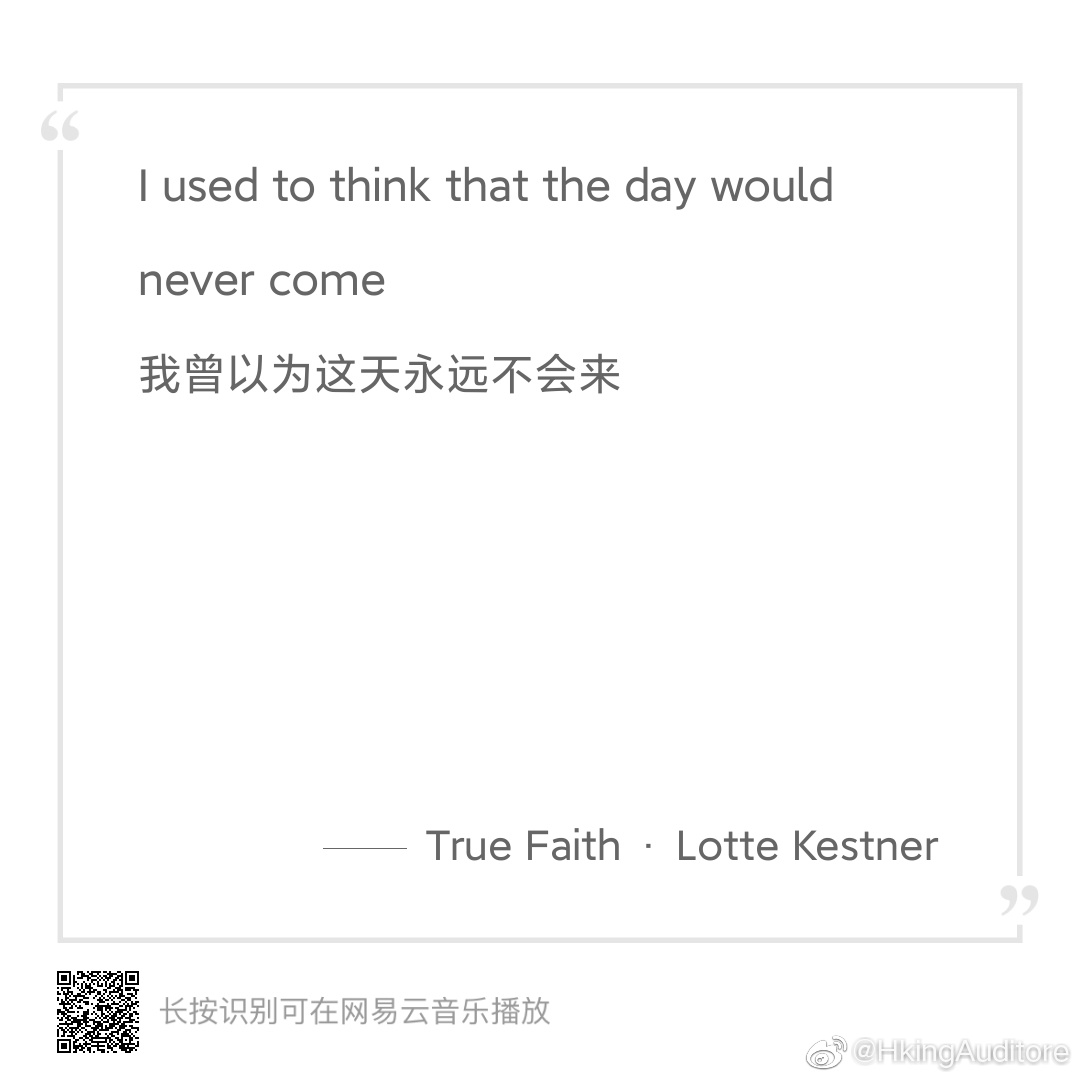 “
I used to think that the day would
never come
我曾以为这天永远不会来
—— True Faith · Lotte Kestner
”
长按识别可在网易云音乐播放
@HkingAuditore